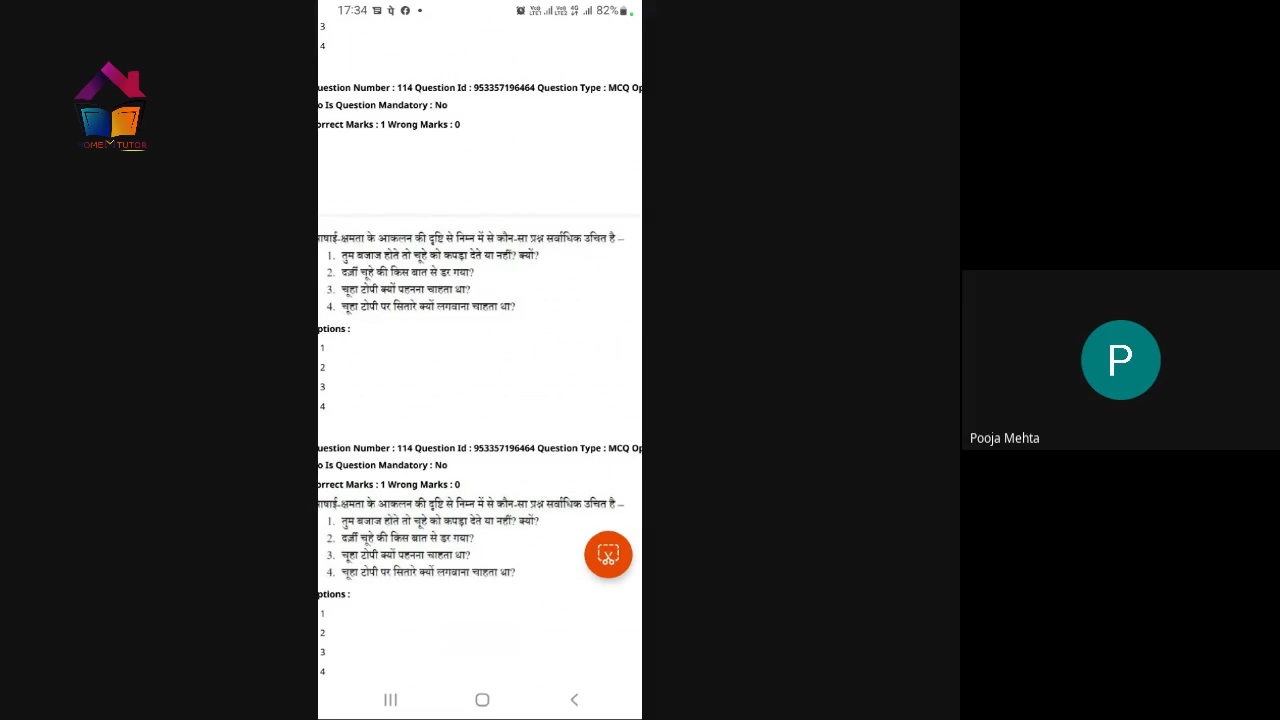 17:34 82%
3
4
uestion Number : 114 Question Id : 953357196464 Question Type : MCQ Op
o Is Question Mandatory : No
orrect Marks : 1 Wrong Marks : 0
HOME TUTOR
ाषाई-क्षमता के आकलन की दृष्टि से निम्न में से कौन-सा प्रश्न सर्वाधिक उचित है –
1. तुम बजाज होते तो चूहे को कपड़ा देते या नहीं? क्यों?
2. दर्ज़ी चूहे की किस बात से डर गया?
3. चूहा टोपी क्यों पहनना चाहता था?
4. चूहा टोपी पर सितारे क्यों लगवाना चाहता था?
ptions :
1
2
3
4
P
Pooja Mehta
uestion Number : 114 Question Id : 953357196464 Question Type : MCQ Op
o Is Question Mandatory : No
orrect Marks : 1 Wrong Marks : 0
ाषाई-क्षमता के आकलन की दृष्टि से निम्न में से कौन-सा प्रश्न सर्वाधिक उचित है –
1. तुम बजाज होते तो चूहे को कपड़ा देते या नहीं? क्यों?
2. दर्ज़ी चूहे की किस बात से डर गया?
3. चूहा टोपी क्यों पहनना चाहता था?
4. चूहा टोपी पर सितारे क्यों लगवाना चाहता था?
ptions :
1
2
3
4